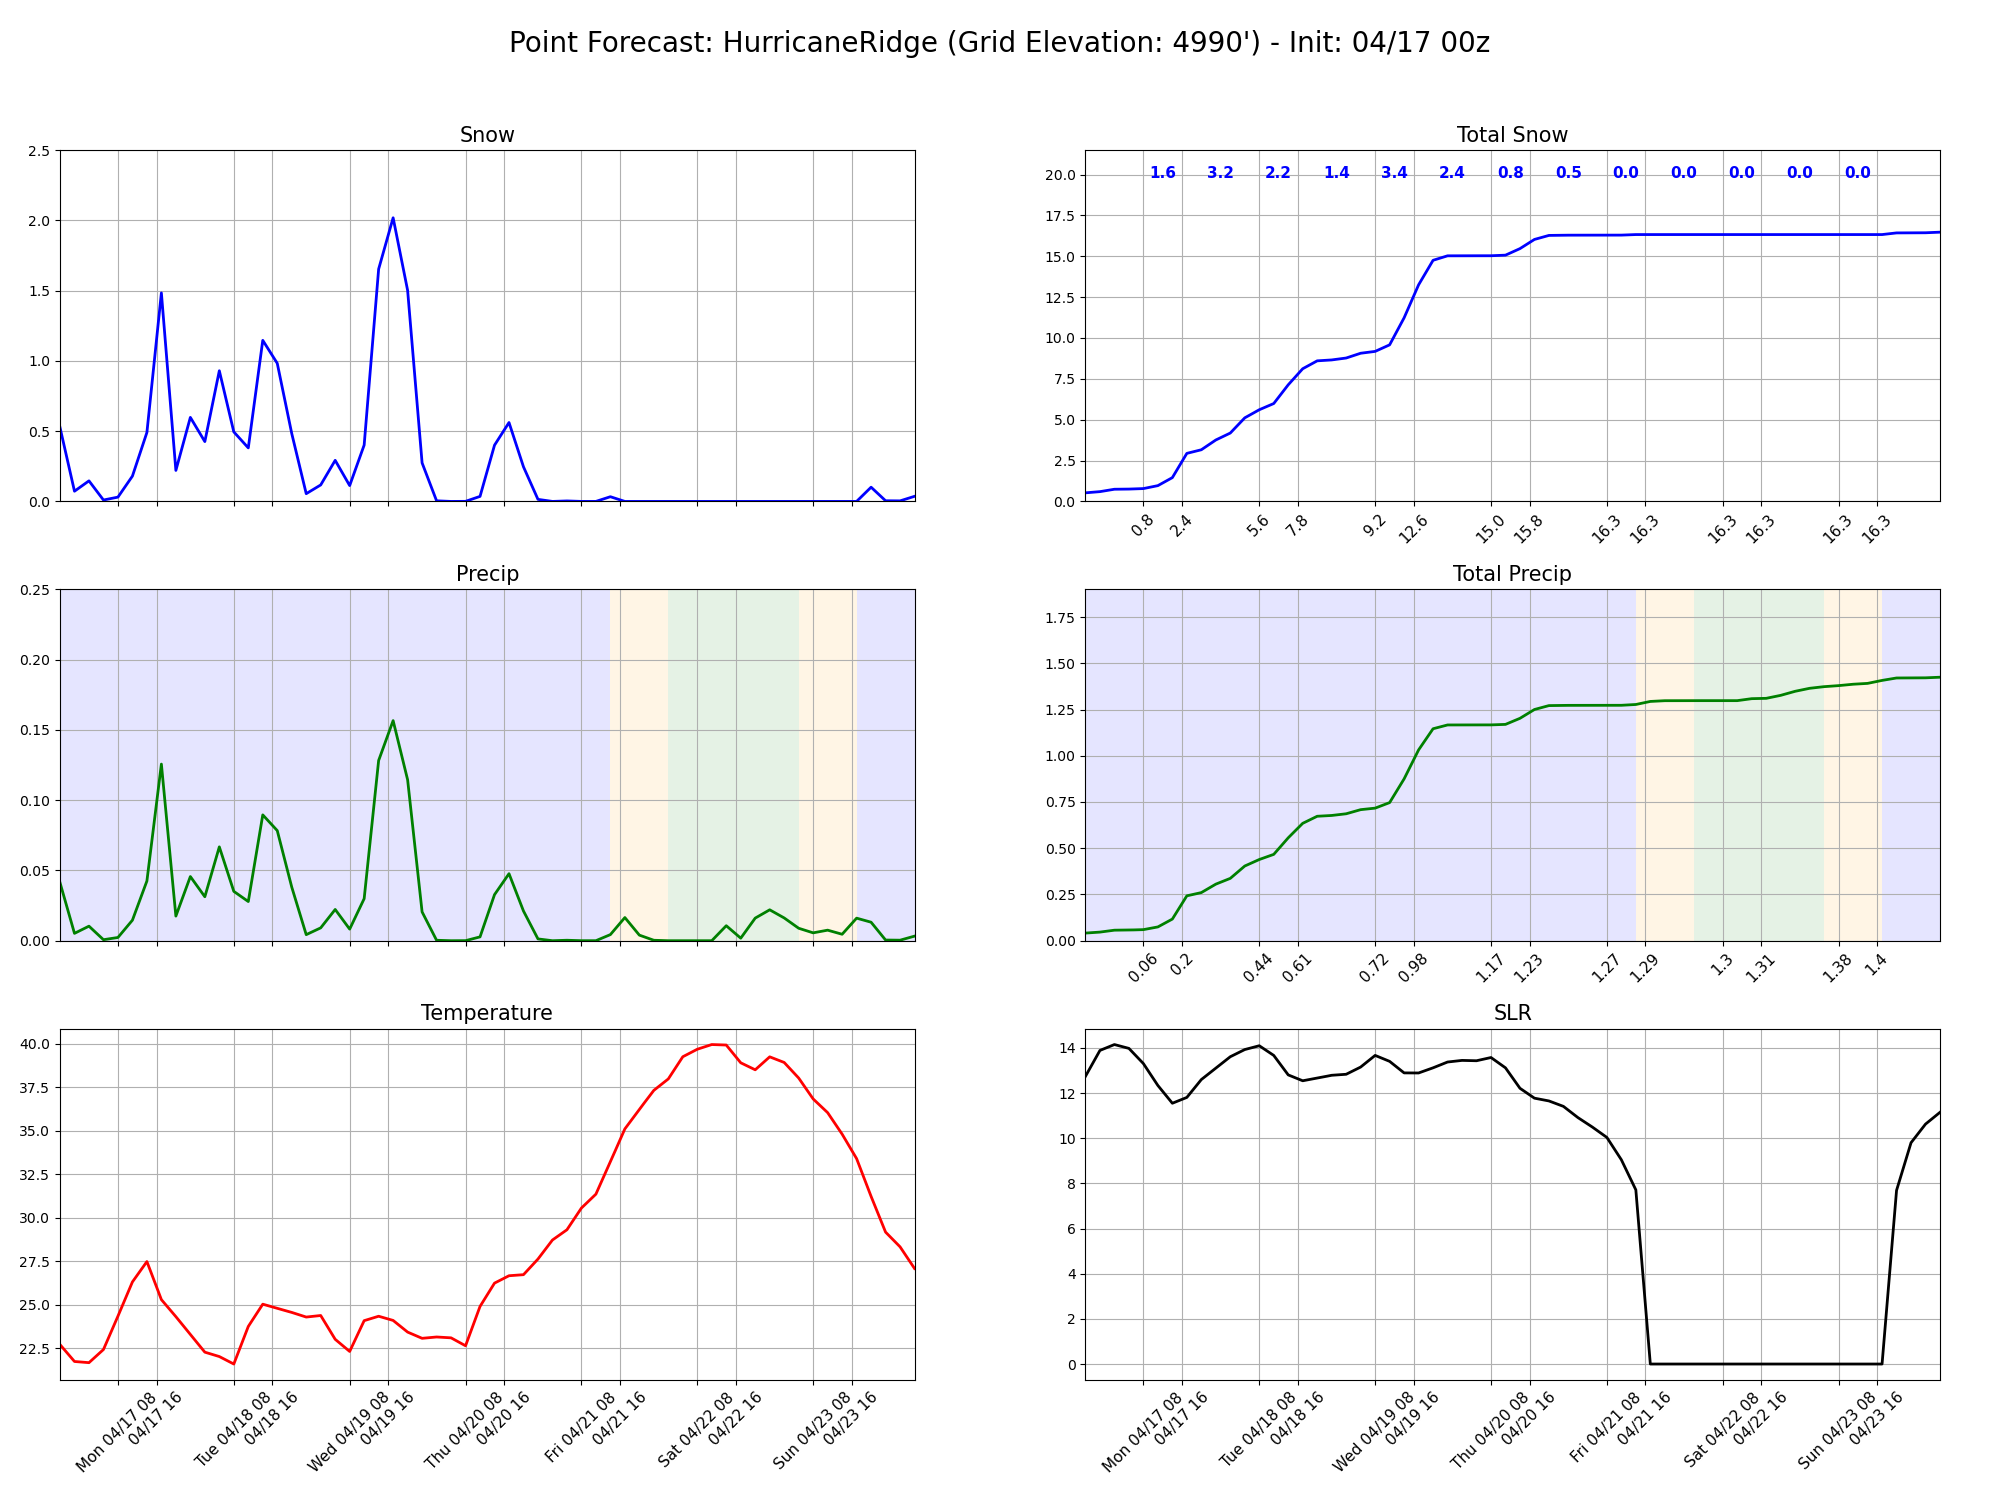 Point Forecast: HurricaneRidge (Grid Elevation: 4990') - Init: 04/17 00z
Snow
2.5
2.0
1.5
1.0
0.5
0.0
Total Snow
1.6 3.2 2.2 1.4 3.4 2.4 0.8 0.5 0.0 0.0 0.0 0.0 0.0
20.0
17.5
15.0
12.5
10.0
7.5
5.0
2.5
0.0
0.8 2.4 5.6 7.8 9.2 12.6 15.0 15.8 16.3 16.3 16.3 16.3 16.3 16.3
Precip
0.25
0.20
0.15
0.10
0.05
0.00
Total Precip
1.75
1.50
1.25
1.00
0.75
0.50
0.25
0.00
0.06 0.2 0.44 0.61 0.72 0.98 1.17 1.23 1.27 1.29 1.3 1.31 1.38 1.4
Temperature
40.0
37.5
35.0
32.5
30.0
27.5
25.0
22.5
Mon 04/17 08
04/17 16
Tue 04/18 08
04/18 16
Wed 04/19 08
04/19 16
Thu 04/20 08
04/20 16
Fri 04/21 08
04/21 16
Sat 04/22 08
04/22 16
Sun 04/23 08
04/23 16
SLR
14
12
10
8
6
4
2
0
Mon 04/17 08
04/17 16
Tue 04/18 08
04/18 16
Wed 04/19 08
04/19 16
Thu 04/20 08
04/20 16
Fri 04/21 08
04/21 16
Sat 04/22 08
04/22 16
Sun 04/23 08
04/23 16